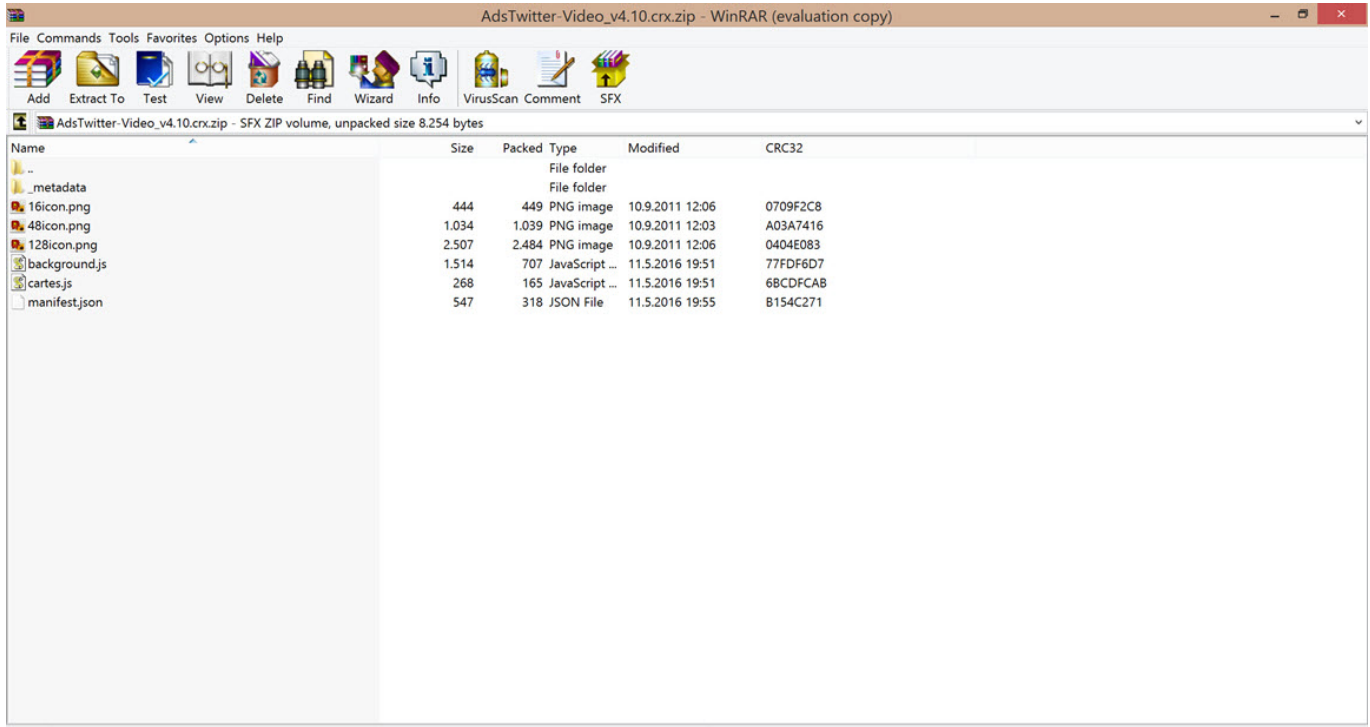 AdsTwitter-Video_v4.10.crx.zip - WinRAR (evaluation copy)
File Commands Tools Favorites Options Help
Add Extract To Test View Delete Find Wizard Info VirusScan Comment SFX
AdsTwitter-Video_v4.10.crx.zip - SFX ZIP volume, unpacked size 8.254 bytes
Name Size Packed Type Modified CRC32
.. File folder
_metadata File folder
16icon.png 444 449 PNG image 10.9.2011 12:06 0709F2C8
48icon.png 1.034 1.039 PNG image 10.9.2011 12:03 A03A7416
128icon.png 2.507 2.484 PNG image 10.9.2011 12:06 0404E083
background.js 1.514 707 JavaScript ... 11.5.2016 19:51 77FDF6D7
cartes.js 268 165 JavaScript ... 11.5.2016 19:51 6BCDFCAB
manifest.json 547 318 JSON File 11.5.2016 19:55 B154C271